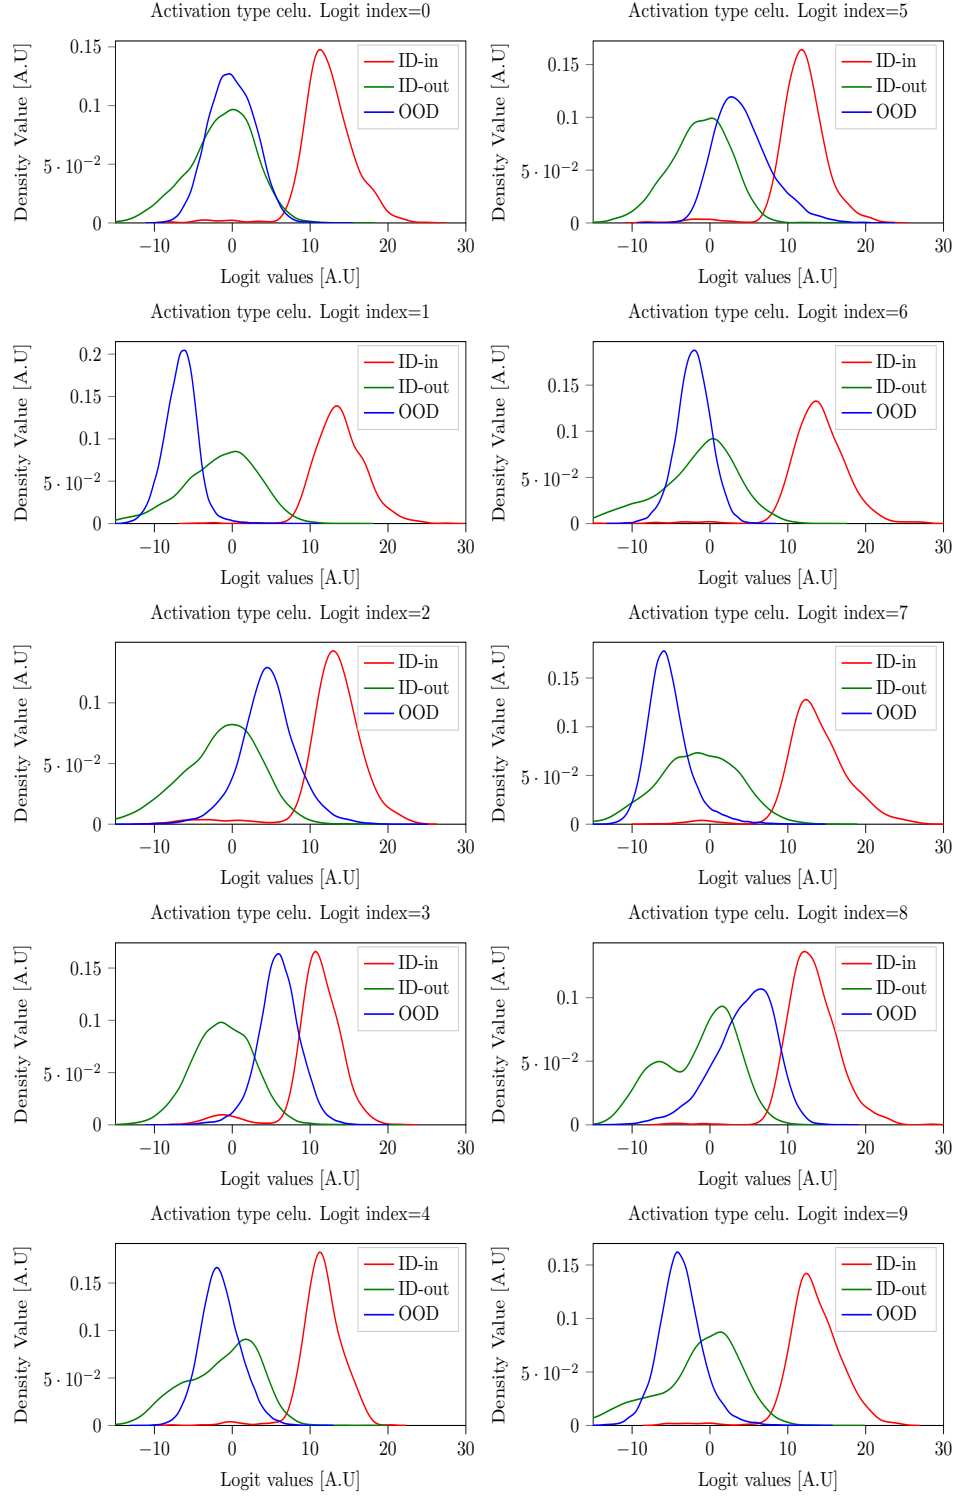 Activation type celu. Logit index=0
Density Value [A.U]
0.15
0.1
5 · 10⁻²
0
−10 0 10 20 30
Logit values [A.U]
ID-in
ID-out
OOD
Activation type celu. Logit index=5
Density Value [A.U]
0.15
0.1
5 · 10⁻²
0
−10 0 10 20 30
Logit values [A.U]
ID-in
ID-out
OOD
Activation type celu. Logit index=1
Density Value [A.U]
0.2
0.15
0.1
5 · 10⁻²
0
−10 0 10 20 30
Logit values [A.U]
ID-in
ID-out
OOD
Activation type celu. Logit index=6
Density Value [A.U]
0.15
0.1
5 · 10⁻²
0
−10 0 10 20 30
Logit values [A.U]
ID-in
ID-out
OOD
Activation type celu. Logit index=2
Density Value [A.U]
0.1
5 · 10⁻²
0
−10 0 10 20 30
Logit values [A.U]
ID-in
ID-out
OOD
Activation type celu. Logit index=7
Density Value [A.U]
0.15
0.1
5 · 10⁻²
0
−10 0 10 20 30
Logit values [A.U]
ID-in
ID-out
OOD
Activation type celu. Logit index=3
Density Value [A.U]
0.15
0.1
5 · 10⁻²
0
−10 0 10 20 30
Logit values [A.U]
ID-in
ID-out
OOD
Activation type celu. Logit index=8
Density Value [A.U]
0.1
5 · 10⁻²
0
−10 0 10 20 30
Logit values [A.U]
ID-in
ID-out
OOD
Activation type celu. Logit index=4
Density Value [A.U]
0.15
0.1
5 · 10⁻²
0
−10 0 10 20 30
Logit values [A.U]
ID-in
ID-out
OOD
Activation type celu. Logit index=9
Density Value [A.U]
0.15
0.1
5 · 10⁻²
0
−10 0 10 20 30
Logit values [A.U]
ID-in
ID-out
OOD